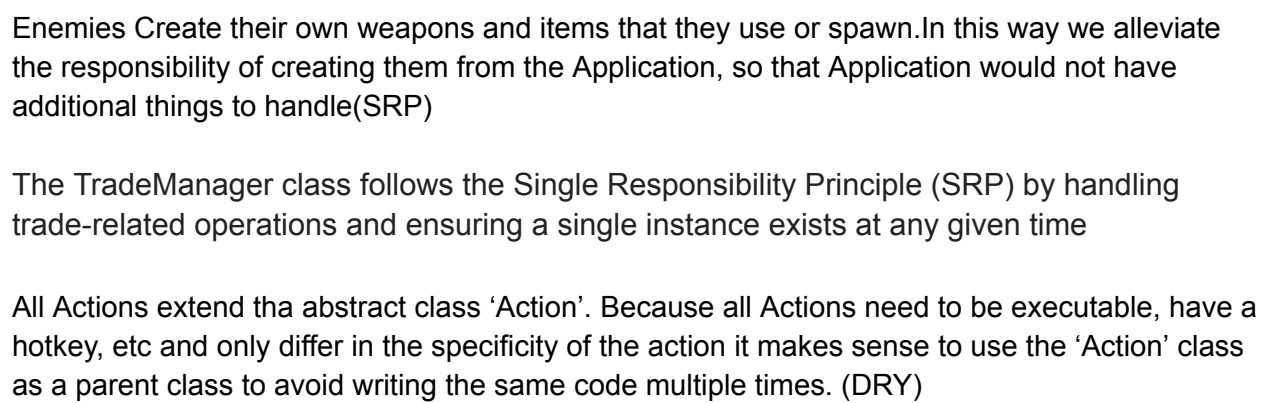 Enemies Create their own weapons and items that they use or spawn.In this way we alleviate
the responsibility of creating them from the Application, so that Application would not have
additional things to handle(SRP)
The TradeManager class follows the Single Responsibility Principle (SRP) by handling
trade-related operations and ensuring a single instance exists at any given time
All Actions extend tha abstract class ‘Action’. Because all Actions need to be executable, have a
hotkey, etc and only differ in the specificity of the action it makes sense to use the ‘Action’ class
as a parent class to avoid writing the same code multiple times. (DRY)